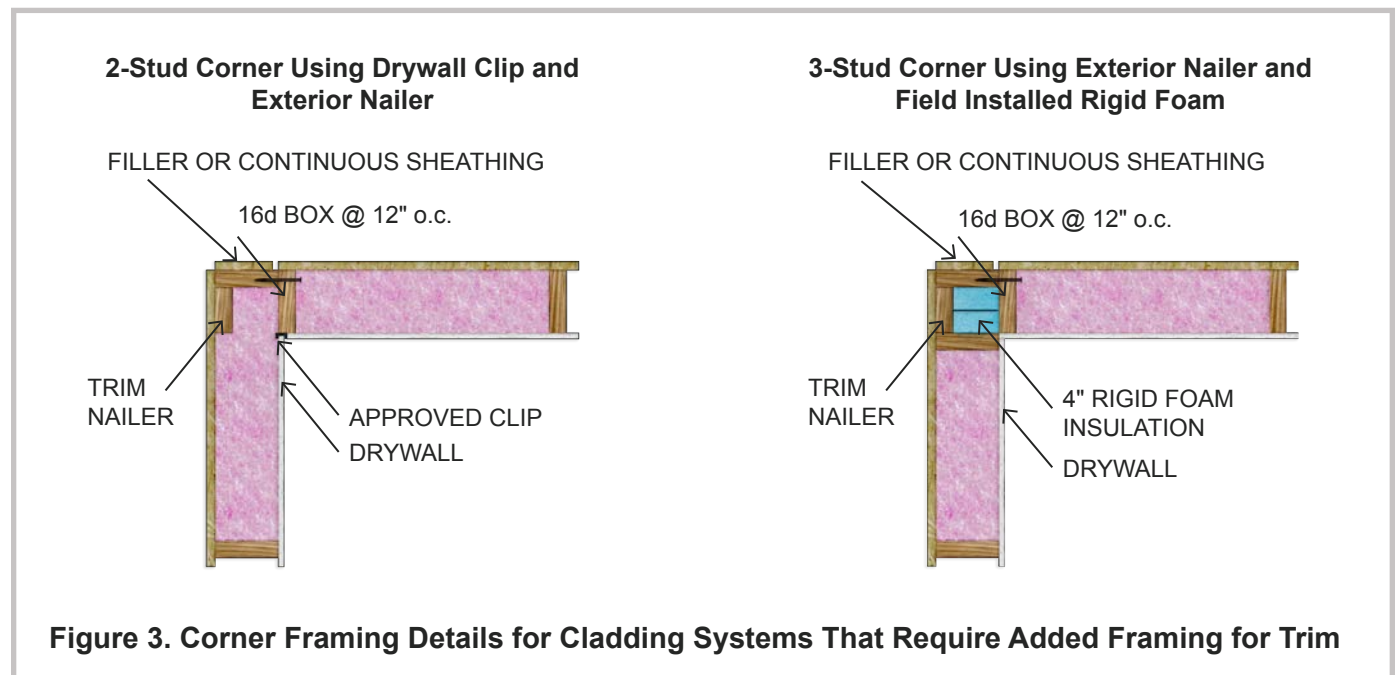 2-Stud Corner Using Drywall Clip and
Exterior Nailer
FILLER OR CONTINUOUS SHEATHING
16d BOX @ 12" o.c.
TRIM
NAILER
APPROVED CLIP
DRYWALL
3-Stud Corner Using Exterior Nailer and
Field Installed Rigid Foam
FILLER OR CONTINUOUS SHEATHING
16d BOX @ 12" o.c.
TRIM
NAILER
4" RIGID FOAM
INSULATION
DRYWALL
Figure 3. Corner Framing Details for Cladding Systems That Require Added Framing for Trim